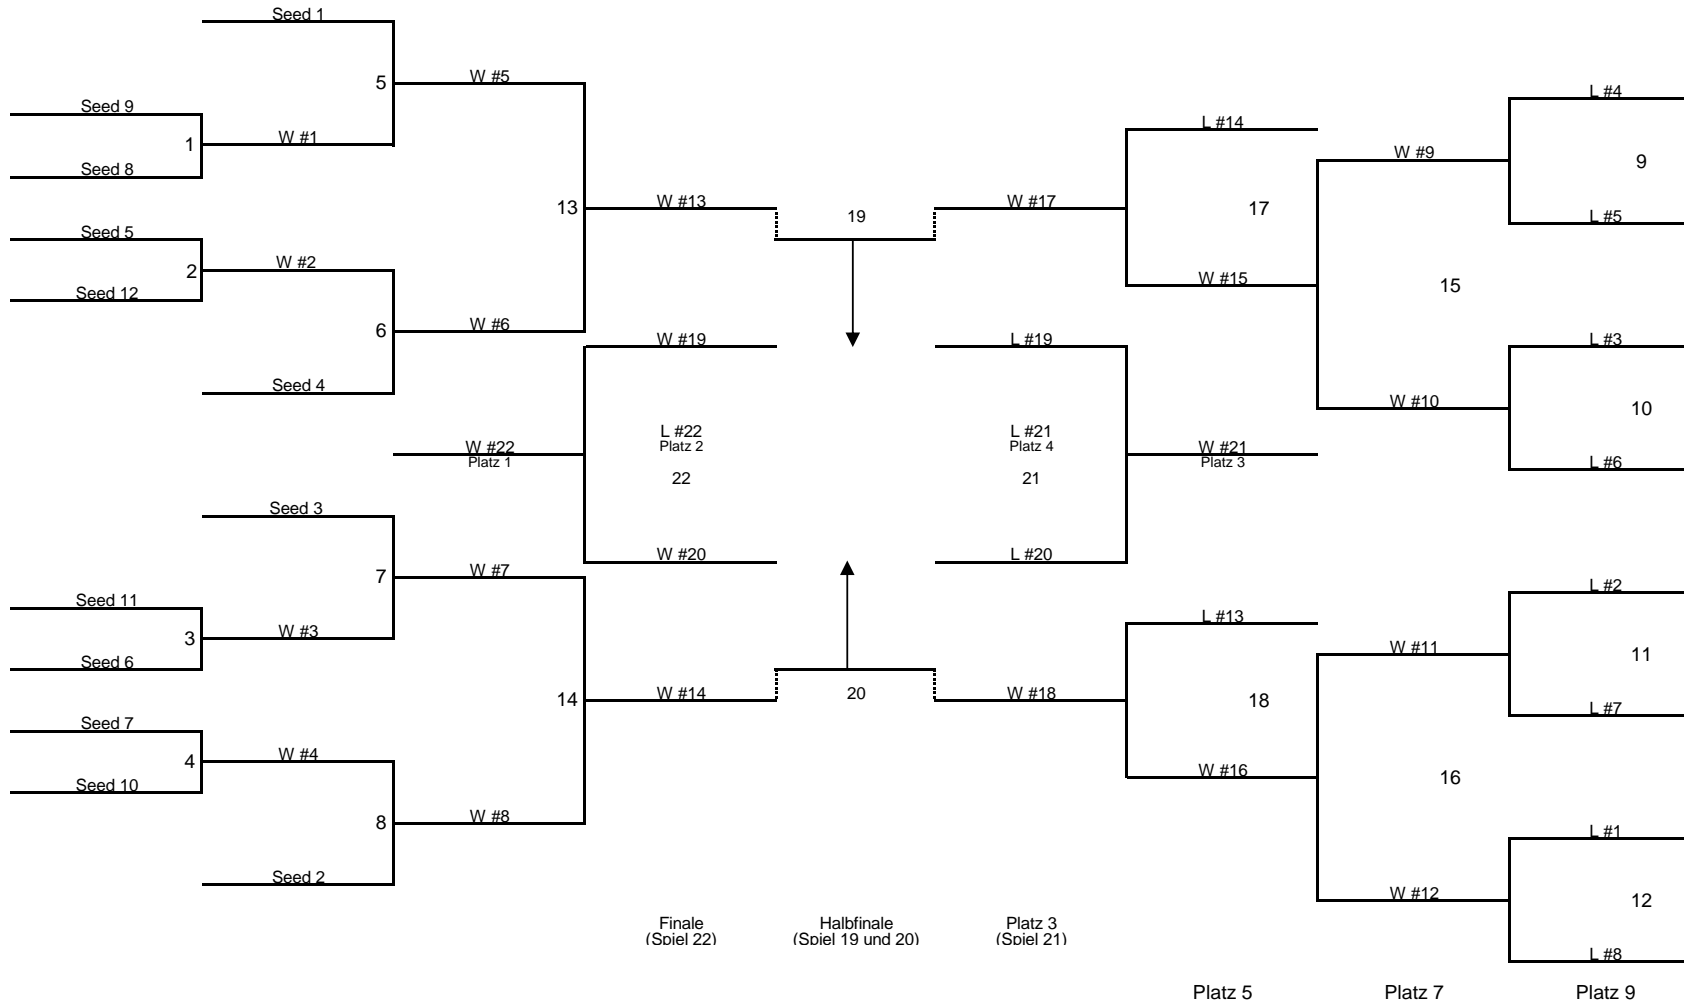 Seed 1
5
W #5
Seed 9
1
W #1
Seed 8
13
W #13
Seed 5
2
W #2
Seed 12
6
W #6
Seed 4
19
W #17
L #14
17
W #15
W #9
L #4
9
L #5
15
L #3
W #10
10
L #6
W #19
L #19
W #22
Platz 1
L #22
Platz 2
22
L #21
Platz 4
21
W #21
Platz 3
W #20
L #20
Seed 3
7
W #7
Seed 11
3
W #3
Seed 6
14
W #14
Seed 7
4
W #4
Seed 10
8
W #8
Seed 2
20
W #18
L #13
18
W #16
W #11
L #2
11
L #7
16
L #1
W #12
12
L #8
Finale
(Spiel 22)
Halbfinale
(Spiel 19 und 20)
Platz 3
(Spiel 21)
Platz 5
Platz 7
Platz 9